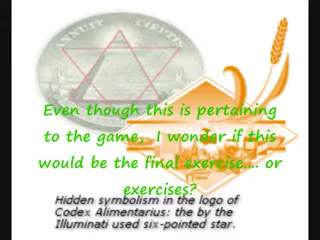 ANNUIT CŒPTIS
Even though this is pertaining
to the game, I wonder if this
would be the final exercise.... or
exercises?
Hidden symbolism in the logo of
Codex Alimentarius: the by the
Illuminati used six-pointed star.